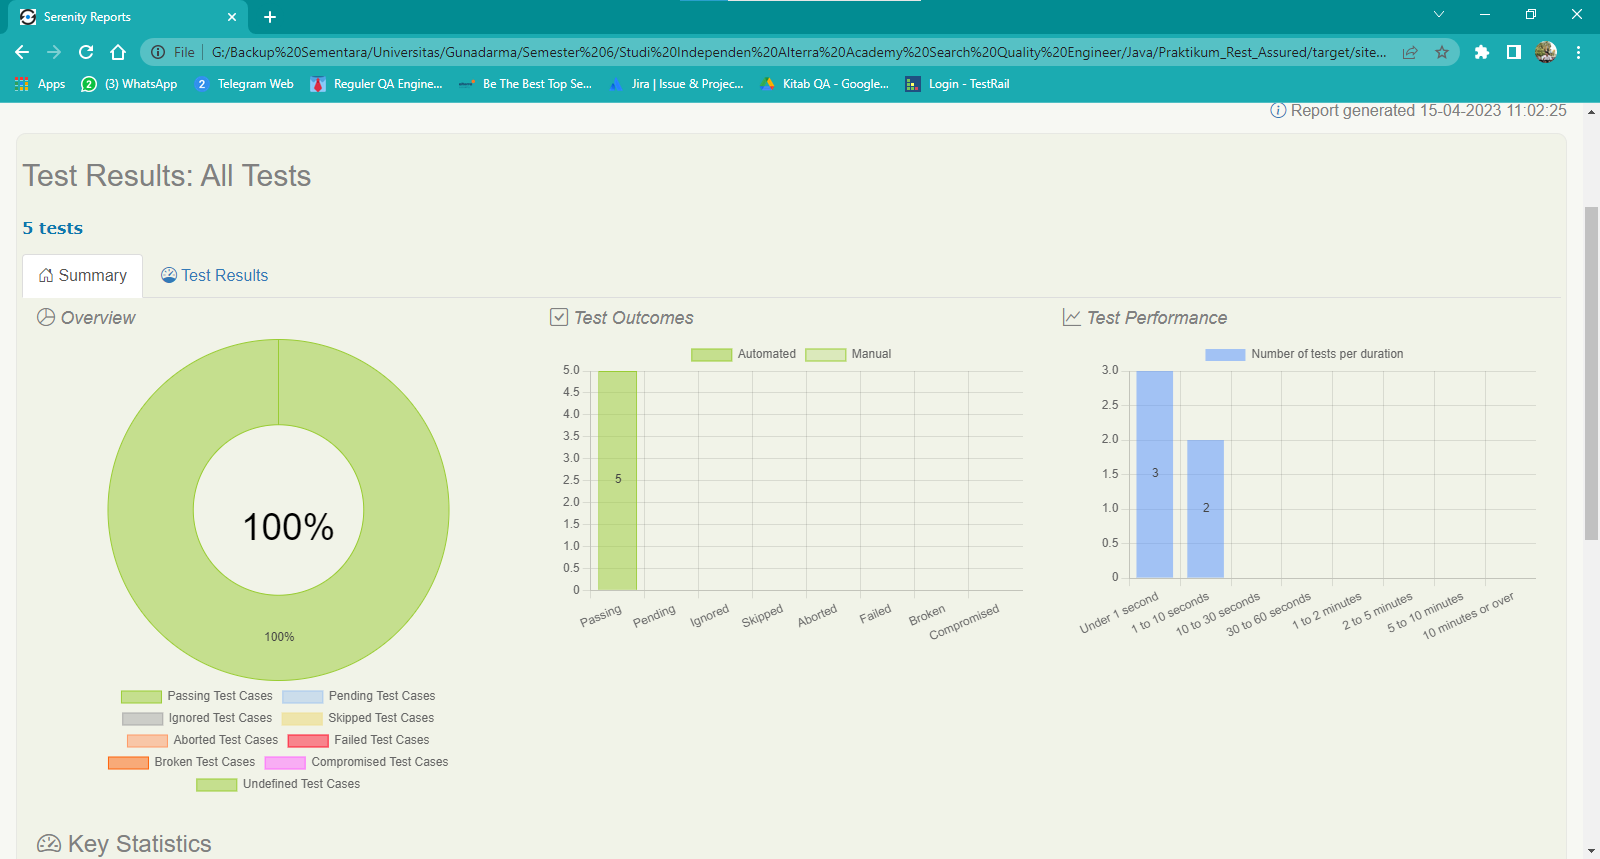 Serenity Reports
File G:/Backup%20Sementara/Universitas/Gunadarma/Semester%206/Studi%20Independen%20Alterra%20Academy%20Search%20Quality%20Engineer/Java/Praktikum_Rest_Assured/target/site...
Apps (3) WhatsApp 2 Telegram Web Reguler QA Engine... Be The Best Top Se... Jira | Issue & Projec... Kitab QA - Google... Login - TestRail
Report generated 15-04-2023 11:02:25
Test Results: All Tests
5 tests
Summary Test Results
Overview
100%
100%
Passing Test Cases Pending Test Cases
Ignored Test Cases Skipped Test Cases
Aborted Test Cases Failed Test Cases
Broken Test Cases Compromised Test Cases
Undefined Test Cases
Test Outcomes
Automated Manual
5.0
4.5
4.0
3.5
3.0
2.5
2.0
1.5
1.0
0.5
0
5
Passing Pending Ignored Skipped Aborted Failed Broken Compromised
Test Performance
Number of tests per duration
3.0
2.5
2.0
1.5
1.0
0.5
0
3
2
Under 1 second 1 to 10 seconds 10 to 30 seconds 30 to 60 seconds 1 to 2 minutes 2 to 5 minutes 5 to 10 minutes 10 minutes or over
Key Statistics